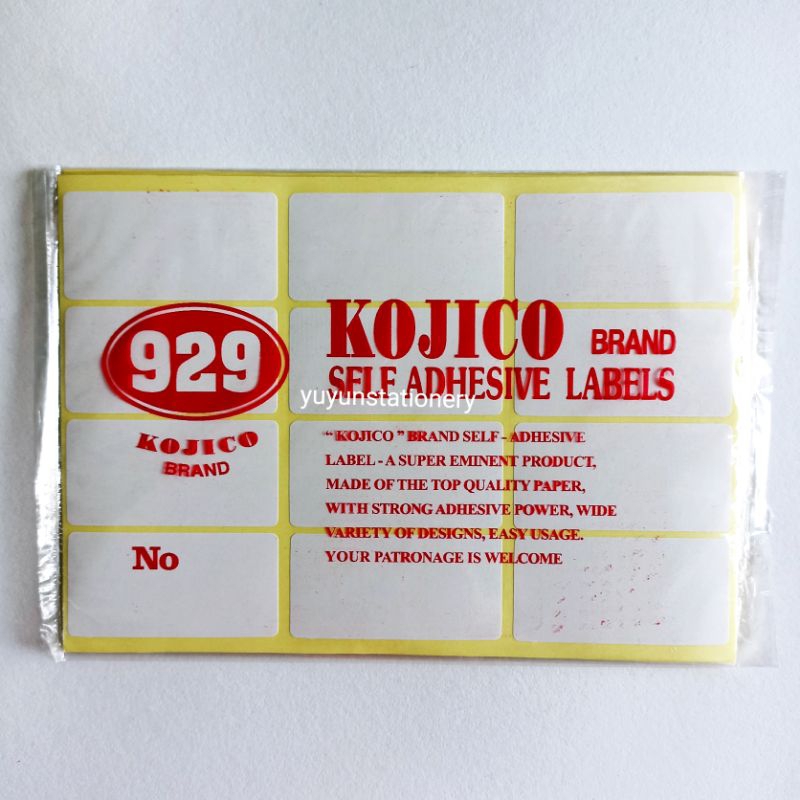 929
KOJICO
BRAND
No
KOJICO BRAND
SELF ADHESIVE LABELS
yuyunstationery
“ KOJICO ” BRAND SELF - ADHESIVE
LABEL - A SUPER EMINENT PRODUCT,
MADE OF THE TOP QUALITY PAPER,
WITH STRONG ADHESIVE POWER, WIDE
VARIETY OF DESIGNS, EASY USAGE.
YOUR PATRONAGE IS WELCOME